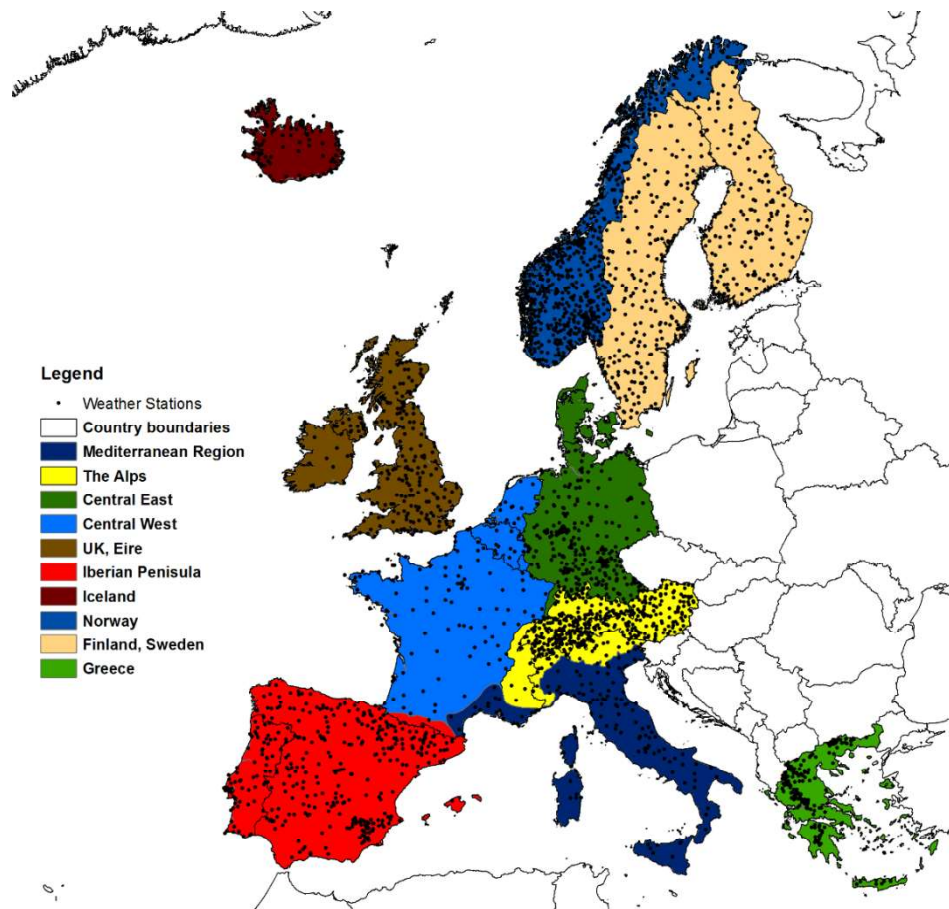 Legend
Weather Stations
Country boundaries
Mediterranean Region
The Alps
Central East
Central West
UK, Eire
Iberian Penisula
Iceland
Norway
Finland, Sweden
Greece